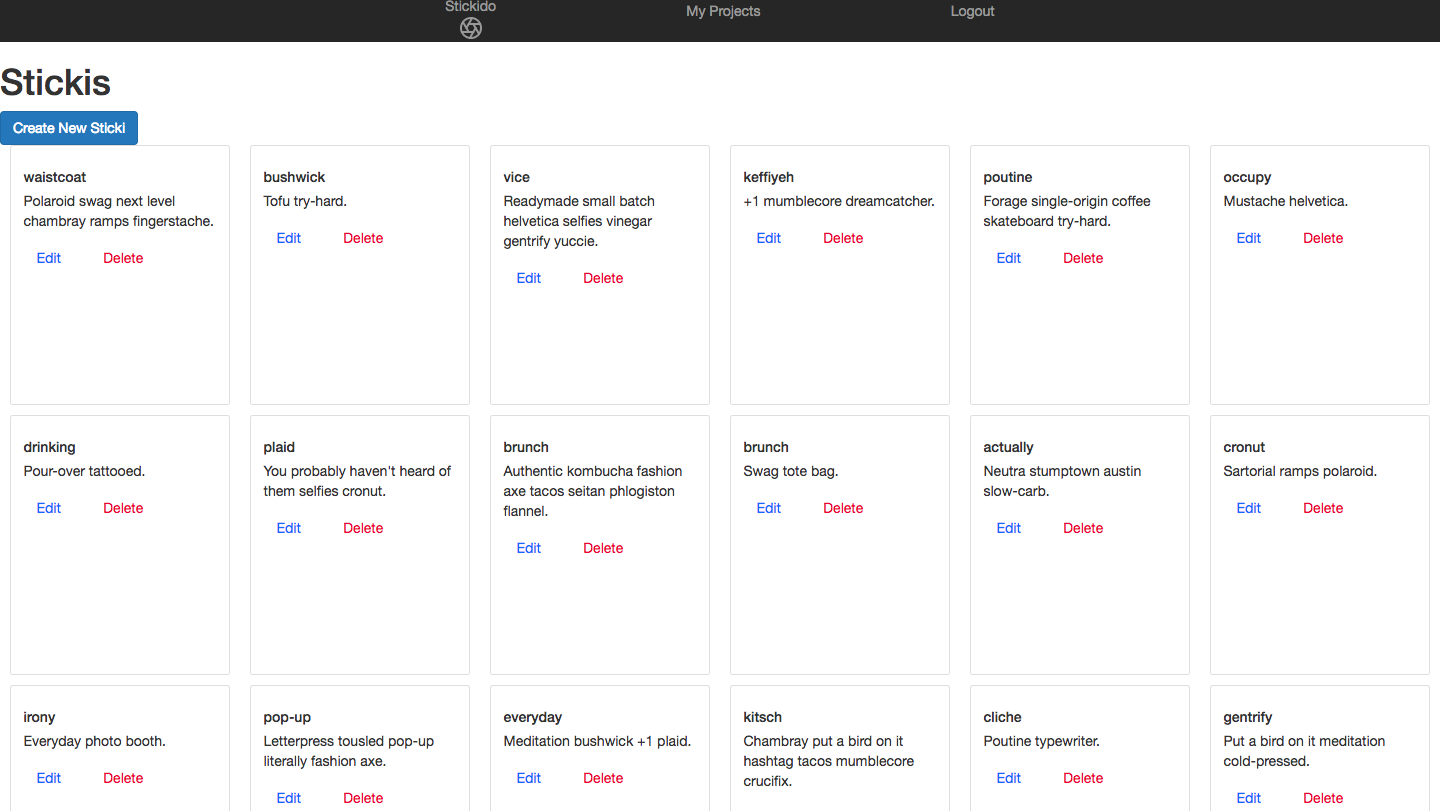 Stickido
My Projects
Logout
Stickis
Create New Sticki
waistcoat
Polaroid swag next level
chambray ramps fingerstache.
Edit Delete
bushwick
Tofu try-hard.
Edit Delete
vice
Readymade small batch
helvetica selfies vinegar
gentrify yuccie.
Edit Delete
keffiyeh
+1 mumblecore dreamcatcher.
Edit Delete
poutine
Forage single-origin coffee
skateboard try-hard.
Edit Delete
occupy
Mustache helvetica.
Edit Delete
drinking
Pour-over tattooed.
Edit Delete
plaid
You probably haven't heard of
them selfies cronut.
Edit Delete
brunch
Authentic kombucha fashion
axe tacos seitan phlogiston
flannel.
Edit Delete
brunch
Swag tote bag.
Edit Delete
actually
Neutra stumptown austin
slow-carb.
Edit Delete
cronut
Sartorial ramps polaroid.
Edit Delete
irony
Everyday photo booth.
Edit Delete
pop-up
Letterpress tousled pop-up
literally fashion axe.
Edit Delete
everyday
Meditation bushwick +1 plaid.
Edit Delete
kitsch
Chambray put a bird on it
hashtag tacos mumblecore
crucifix.
cliche
Poutine typewriter.
Edit Delete
gentrify
Put a bird on it meditation
cold-pressed.
Edit Delete